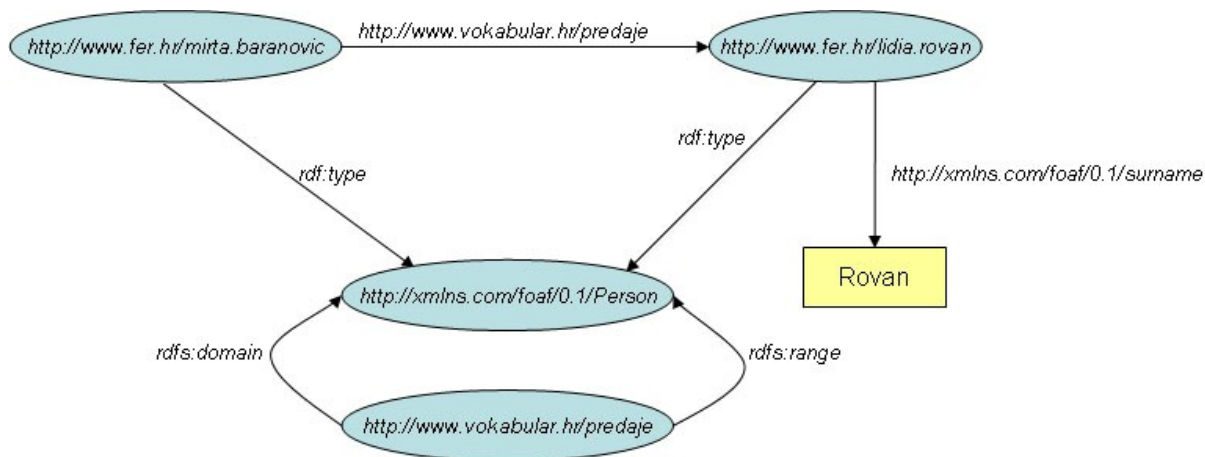 http://www.vokabular.hr/predaje
http://www.fer.hr/mirta.baranovic
http://www.fer.hr/lidia.rovan
rdf:type
rdf:type
http://xmlns.com/foaf/0.1/surname
Rovan
http://xmlns.com/foaf/0.1/Person
rdfs:domain
rdfs:range
http://www.vokabular.hr/predaje